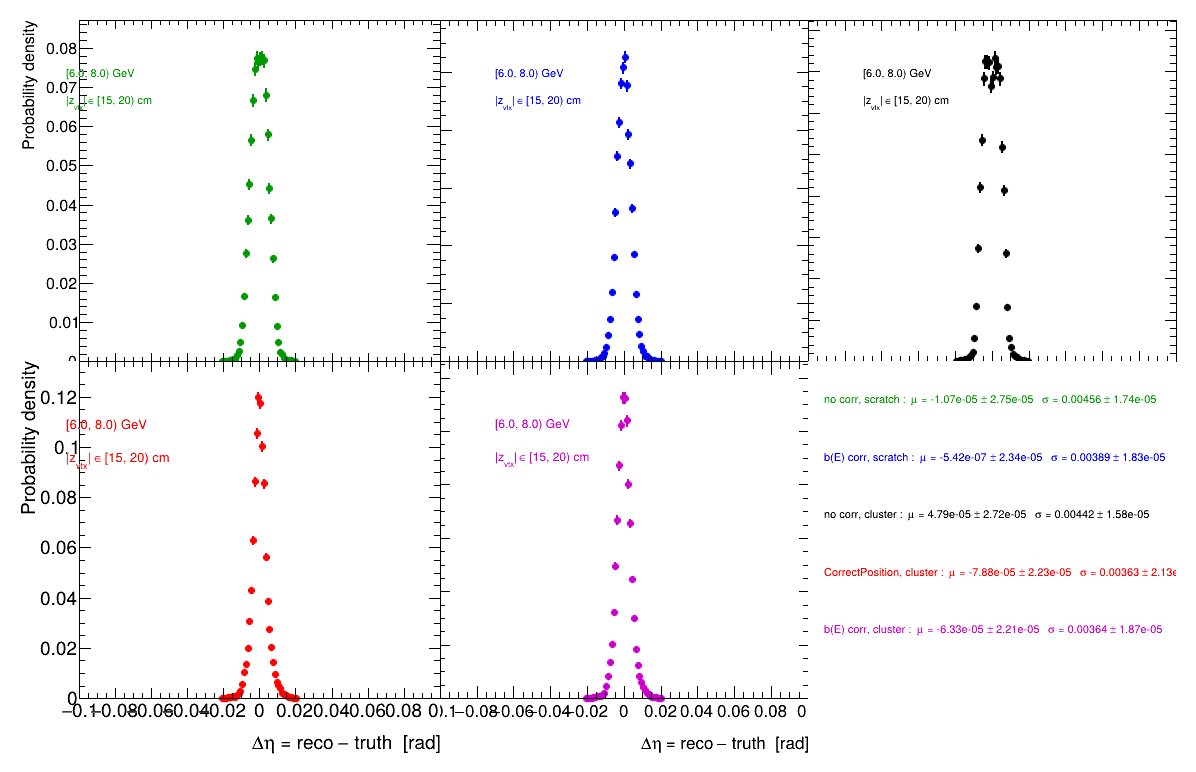 Probability density
0.08
0.07
0.06
0.05
0.04
0.03
0.02
0.01
[6.0, 8.0) GeV
|z_vtx| ∈ [15, 20) cm
[6.0, 8.0) GeV
|z_vtx| ∈ [15, 20) cm
[6.0, 8.0) GeV
|z_vtx| ∈ [15, 20) cm
Probability density
0.12
0.1
0.08
0.06
0.04
0.02
0
[6.0, 8.0) GeV
|z_vtx| ∈ [15, 20) cm
−0.1 −0.08 −0.06 −0.04 −0.02 0 0.02 0.04 0.06 0.08 0.1
Δη = reco − truth [rad]
[6.0, 8.0) GeV
|z_vtx| ∈ [15, 20) cm
−0.08 −0.06 −0.04 −0.02 0 0.02 0.04 0.06 0.08 0
Δη = reco − truth [rad]
no corr, scratch : μ = -1.07e-05 ± 2.75e-05 σ = 0.00456 ± 1.74e-05
b(E) corr, scratch : μ = -5.42e-07 ± 2.34e-05 σ = 0.00389 ± 1.83e-05
no corr, cluster : μ = 4.79e-05 ± 2.72e-05 σ = 0.00442 ± 1.58e-05
CorrectPosition, cluster : μ = -7.88e-05 ± 2.23e-05 σ = 0.00363 ± 2.13e
b(E) corr, cluster : μ = -6.33e-05 ± 2.21e-05 σ = 0.00364 ± 1.87e-05